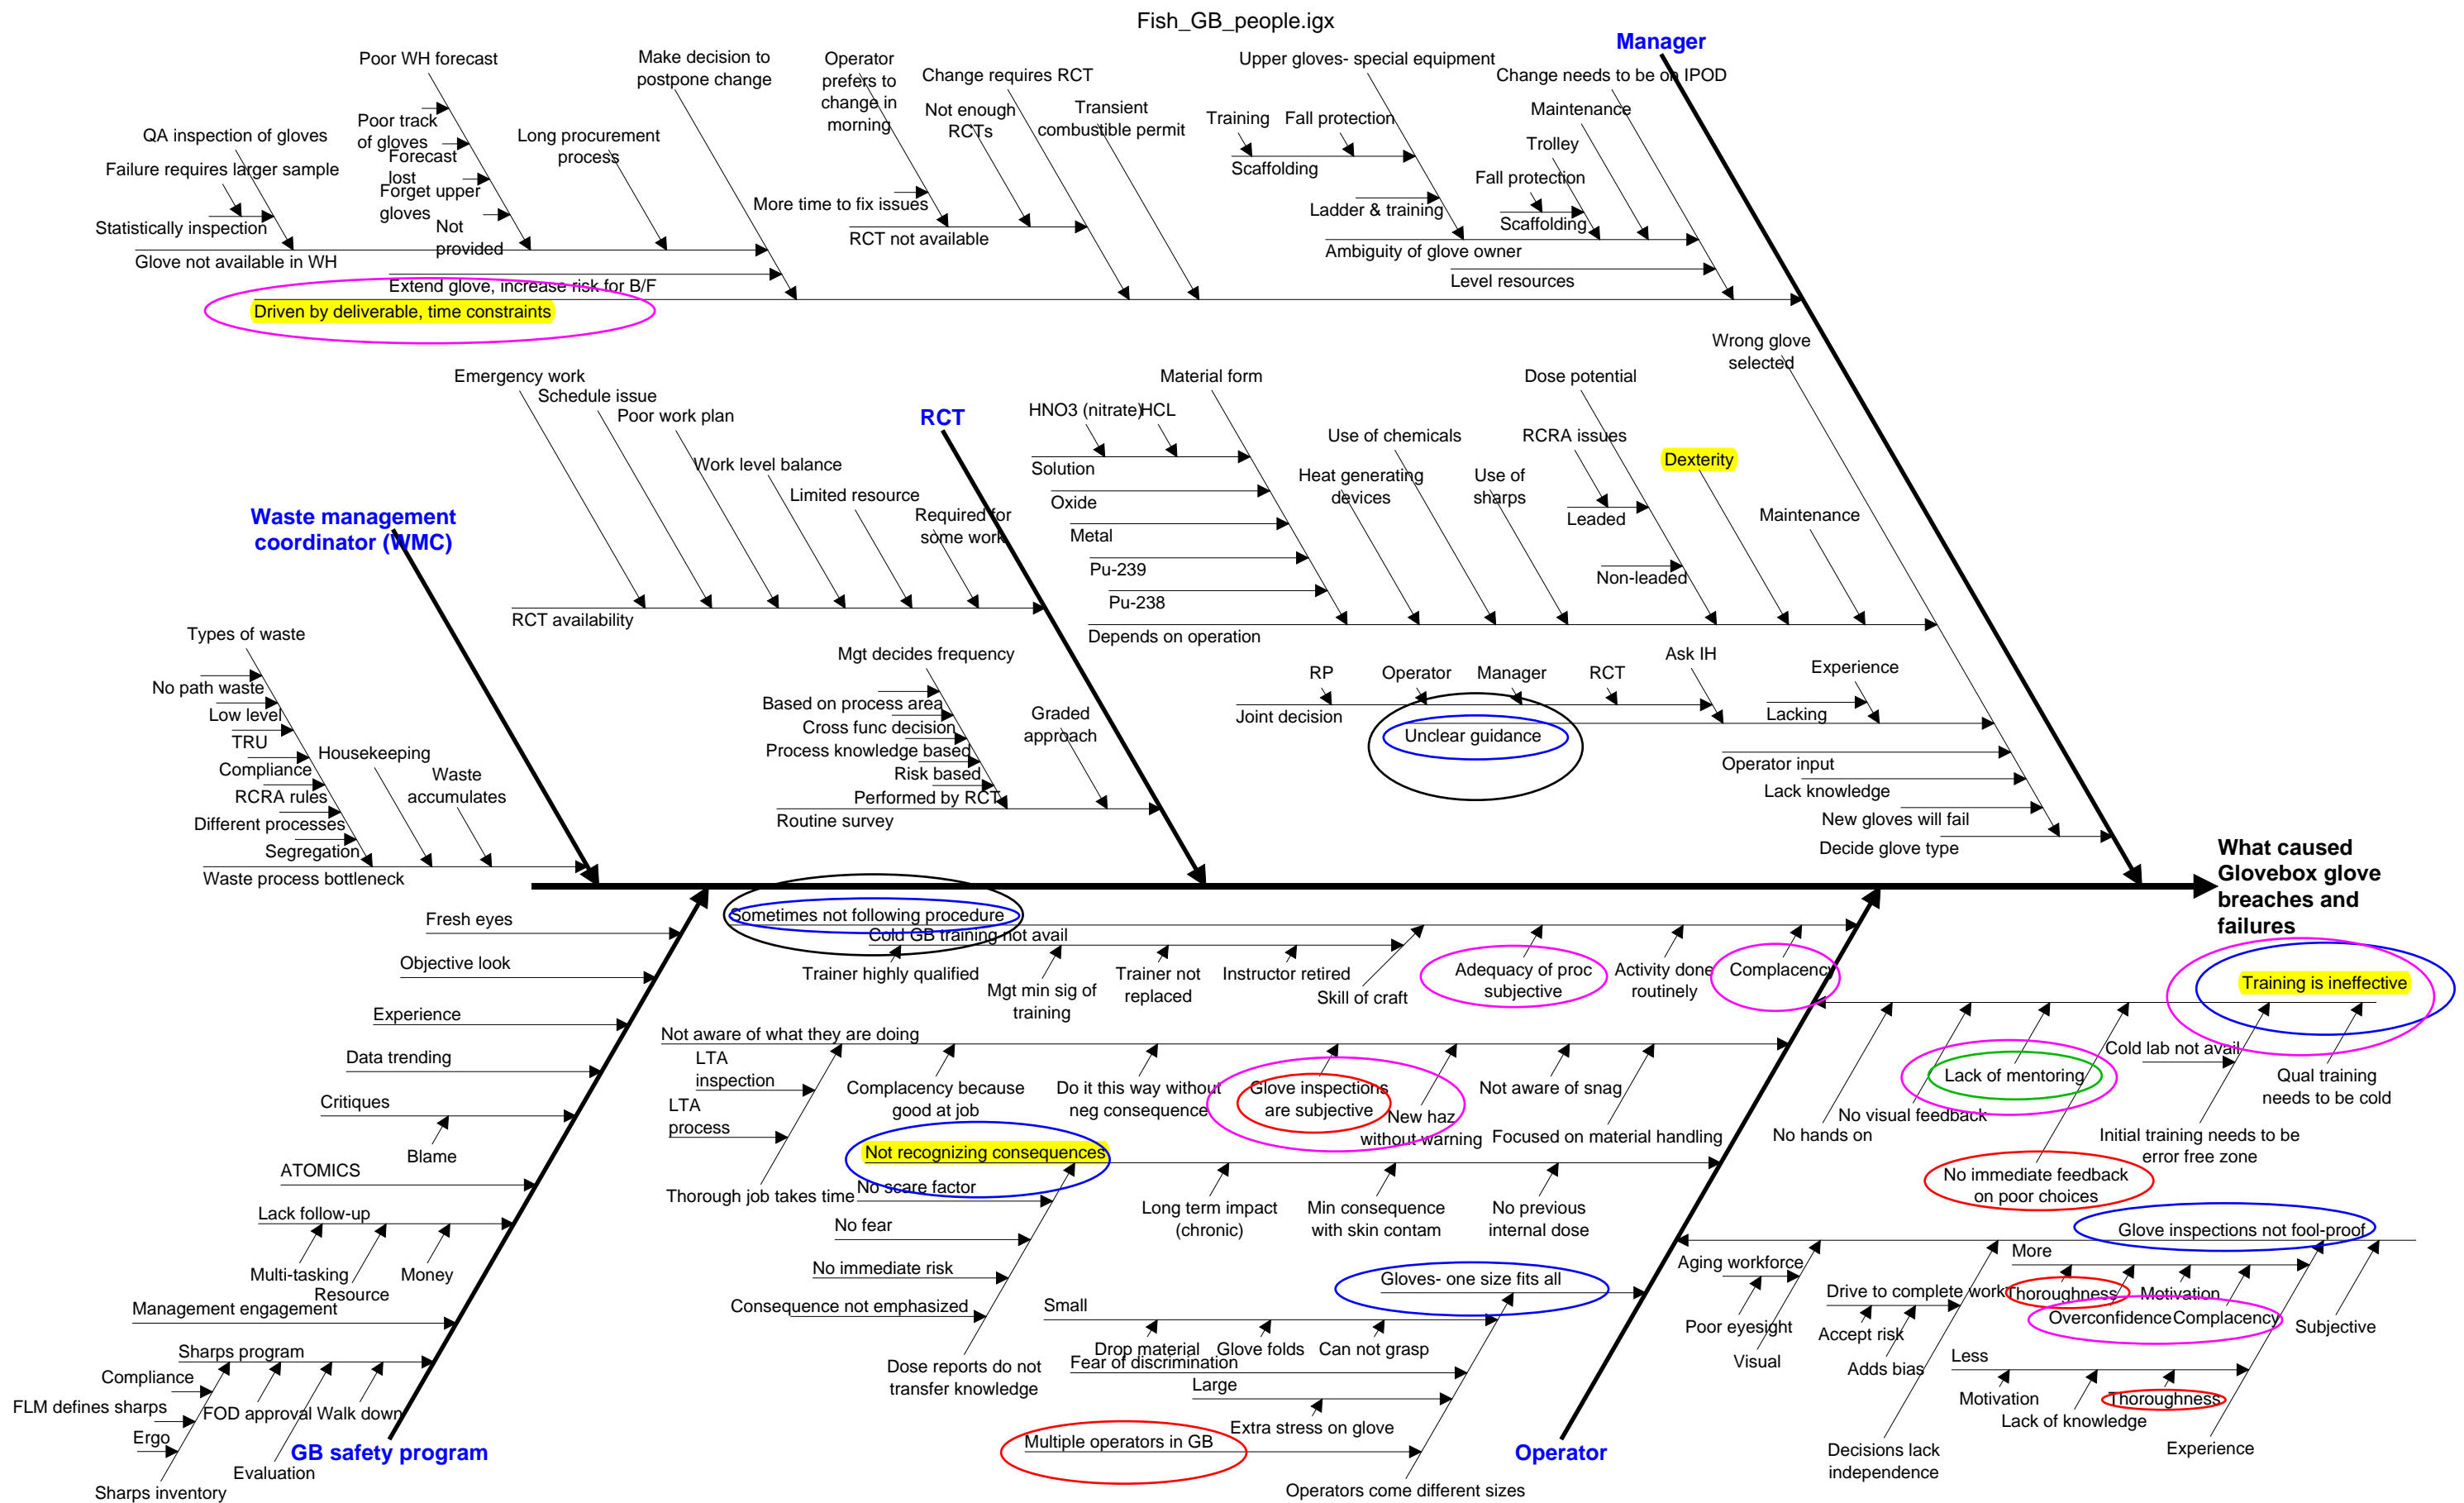 Fish_GB_people.igx
Manager
Poor WH forecast
Make decision to
postpone change
Operator
prefers to
change in
morning
Change requires RCT
Upper gloves- special equipment
Change needs to be on IPOD
Poor track
of gloves
QA inspection of gloves
Long procurement
process
Not enough
RCTs
Transient
combustible permit
Training
Fall protection
Maintenance
Trolley
Forecast
lost
Failure requires larger sample
Scaffolding
Fall protection
Forget upper
gloves
More time to fix issues
Ladder & training
Scaffolding
Statistically inspection
Not
provided
RCT not available
Ambiguity of glove owner
Glove not available in WH
Level resources
Extend glove, increase risk for B/F
Driven by deliverable, time constraints
Wrong glove
selected
Emergency work
Schedule issue
Poor work plan
Work level balance
Limited resource
Required for
some work
RCT
Material form
Dose potential
HNO3 (nitrate)
HCL
Use of chemicals
RCRA issues
Dexterity
Solution
Heat generating
devices
Use of
sharps
Oxide
Leaded
Maintenance
Metal
Pu-239
Non-leaded
Pu-238
Depends on operation
Waste management
coordinator (WMC)
RCT availability
Types of waste
Mgt decides frequency
RP
Operator
Manager
RCT
Ask IH
Experience
No path waste
Based on process area
Graded
approach
Joint decision
Lacking
Low level
Cross func decision
Unclear guidance
TRU
Housekeeping
Process knowledge based
Operator input
Compliance
Waste
accumulates
Risk based
Lack knowledge
RCRA rules
Performed by RCT
New gloves will fail
Different processes
Routine survey
Decide glove type
Segregation
Waste process bottleneck
What caused
Glovebox glove
breaches and
failures
Fresh eyes
Sometimes not following procedure
Cold GB training not avail
Objective look
Trainer highly qualified
Mgt min sig of
training
Trainer not
replaced
Instructor retired
Skill of craft
Adequacy of proc
subjective
Activity done
routinely
Complacency
Training is ineffective
Experience
Not aware of what they are doing
Cold lab not avail
Data trending
LTA
inspection
Complacency because
good at job
Do it this way without
neg consequence
Glove inspections
are subjective
Not aware of snag
Lack of mentoring
Qual training
needs to be cold
Critiques
LTA
process
New haz
without warning
Focused on material handling
No hands on
No visual feedback
Initial training needs to be
error free zone
Blame
Not recognizing consequences
ATOMICS
Thorough job takes time
No scare factor
Long term impact
(chronic)
Min consequence
with skin contam
No previous
internal dose
No immediate feedback
on poor choices
Lack follow-up
No fear
Glove inspections not fool-proof
Multi-tasking
Resource
Money
No immediate risk
Gloves- one size fits all
Aging workforce
More
Management engagement
Consequence not emphasized
Small
Drive to complete work
Thoroughness
Motivation
Poor eyesight
Accept risk
Overconfidence
Complacency
Subjective
Sharps program
Drop material
Glove folds
Can not grasp
Visual
Adds bias
Less
Compliance
Dose reports do not
transfer knowledge
Fear of discrimination
Large
Motivation
Lack of knowledge
Thoroughness
FLM defines sharps
FOD approval
Walk down
Extra stress on glove
Ergo
GB safety program
Multiple operators in GB
Operator
Decisions lack
independence
Experience
Evaluation
Sharps inventory
Operators come different sizes